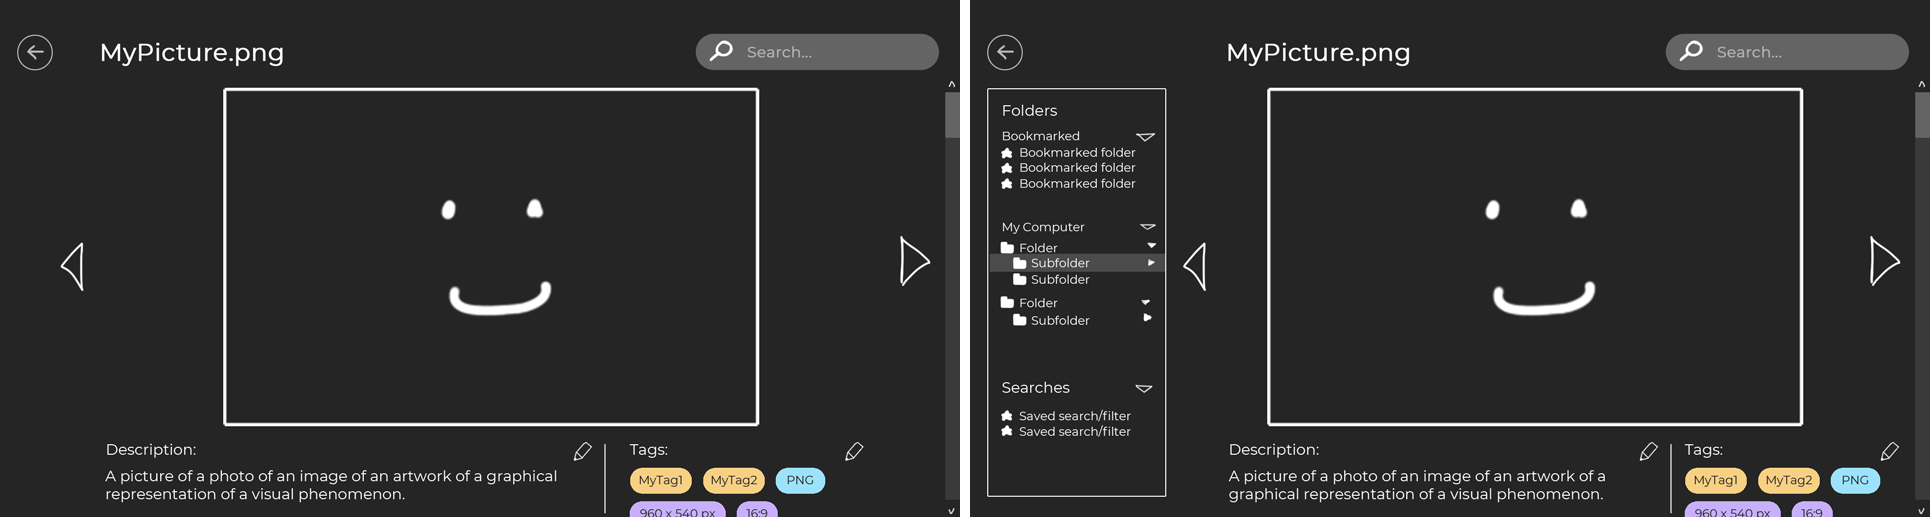 MyPicture.png
Search...
Description:
A picture of a photo of an image of an artwork of a graphical
representation of a visual phenomenon.
Tags:
MyTag1 MyTag2 PNG
960 x 540 px 16:9
MyPicture.png
Search...
Folders
Bookmarked
Bookmarked folder
Bookmarked folder
Bookmarked folder
My Computer
Folder
Subfolder
Subfolder
Folder
Subfolder
Searches
Saved search/filter
Saved search/filter
Description:
A picture of a photo of an image of an artwork of a
graphical representation of a visual phenomenon.
Tags:
MyTag1 MyTag2 PNG
960 x 540 px 16:9